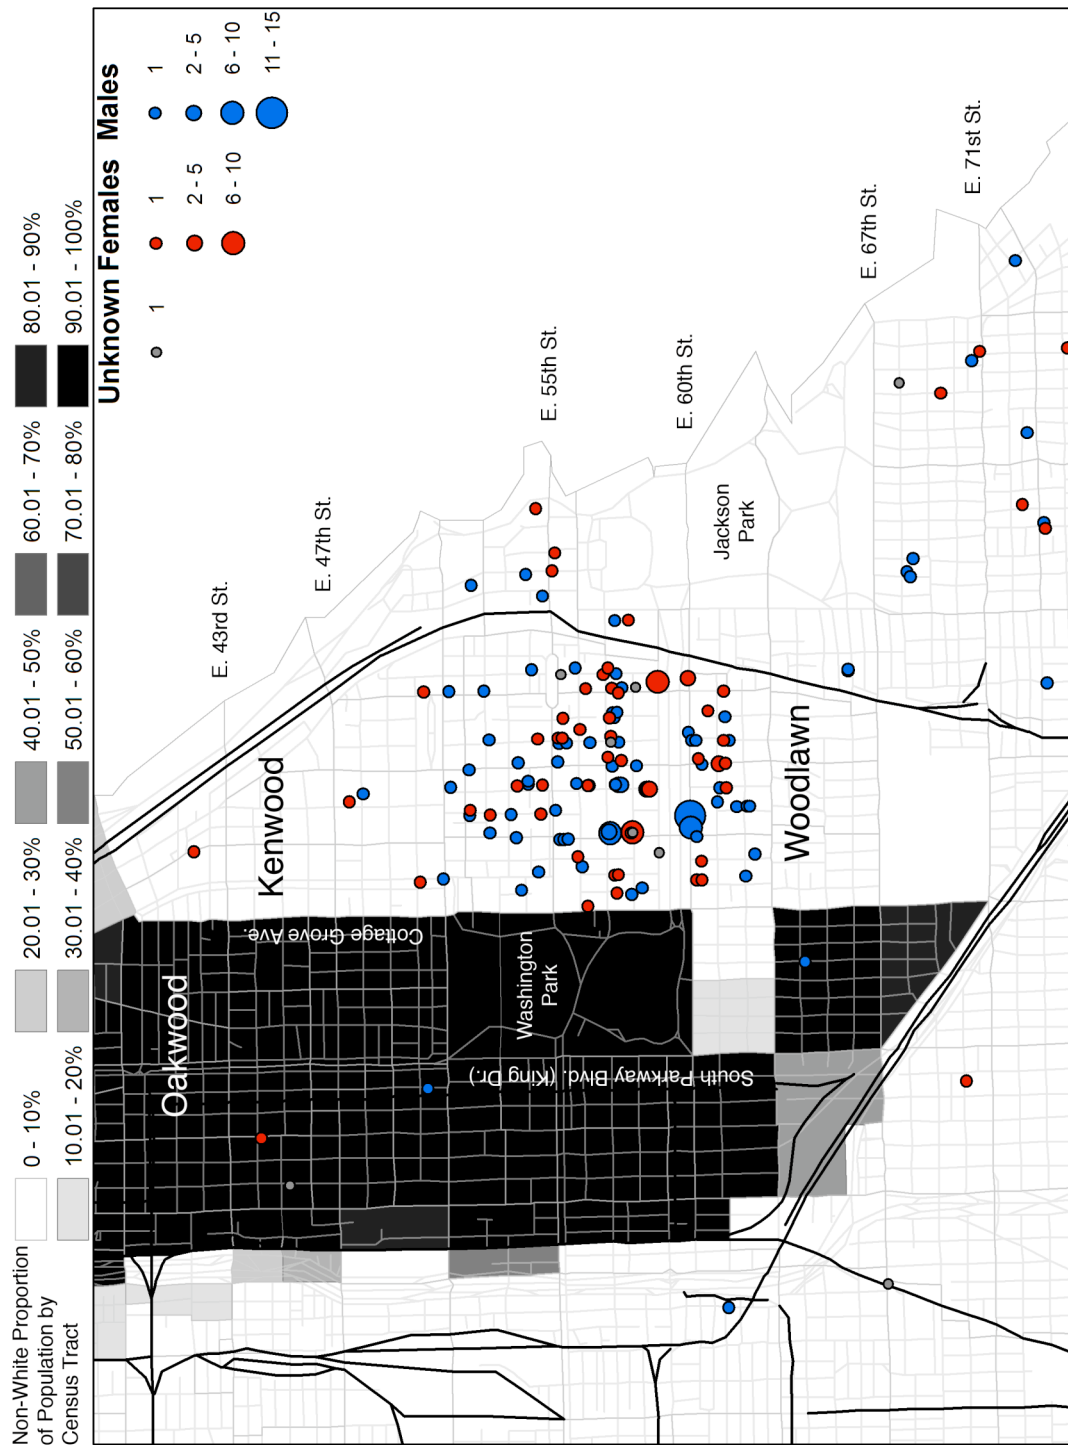 Non-White Proportion
of Population by
Census Tract
0 - 10%
20.01 - 30%
40.01 - 50%
60.01 - 70%
80.01 - 90%
10.01 - 20%
30.01 - 40%
50.01 - 60%
70.01 - 80%
90.01 - 100%
Unknown Females Males
1
1
1
2 - 5
2 - 5
6 - 10
6 - 10
11 - 15
E. 43rd St.
E. 47th St.
E. 55th St.
E. 60th St.
E. 67th St.
E. 71st St.
Jackson
Park
Kenwood
Woodlawn
Cottage Grove Ave.
Oakwood
Washington
Park
South Parkway Blvd. (King Dr.)